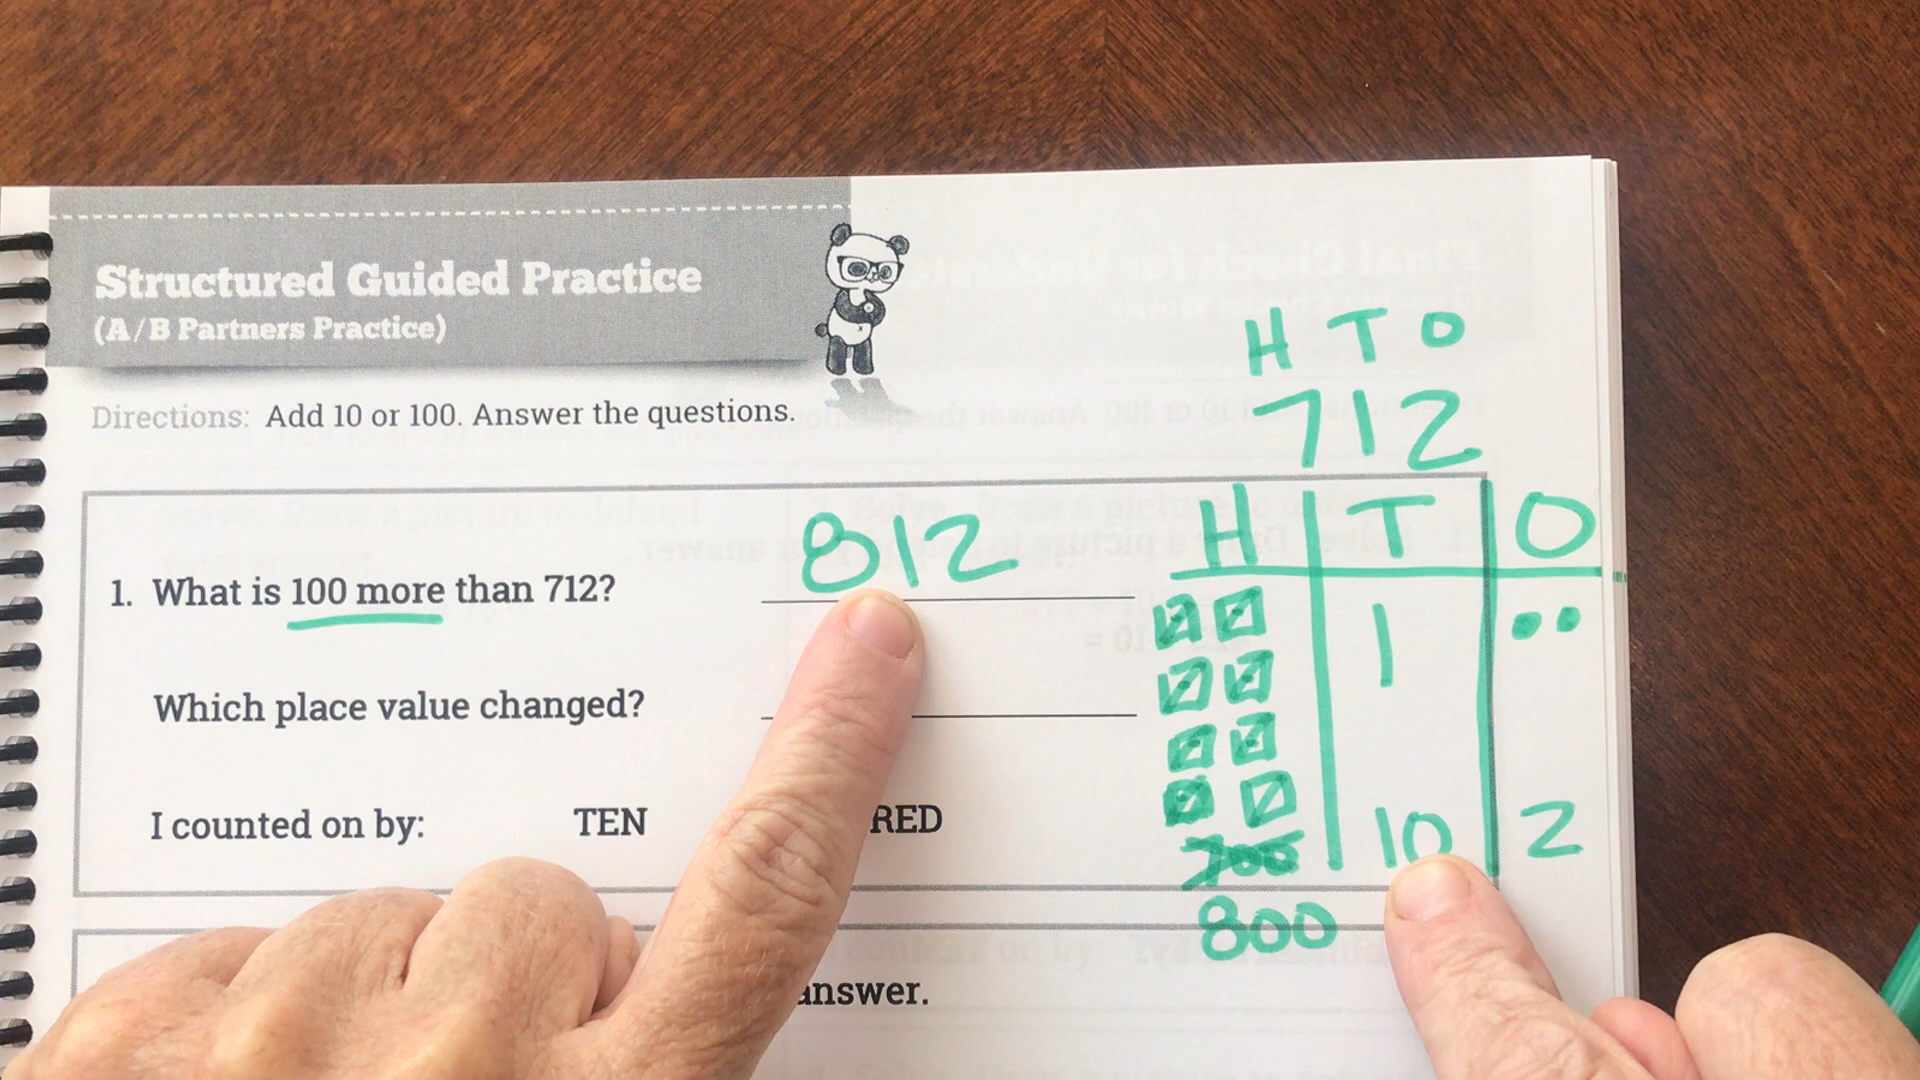 Structured Guided Practice
(A/B Partners Practice)
Directions: Add 10 or 100. Answer the questions.
H T O
712
1. What is 100 more than 712? 812
Which place value changed?
I counted on by: TEN RED
H T O
1
700 10 2
800
answer.